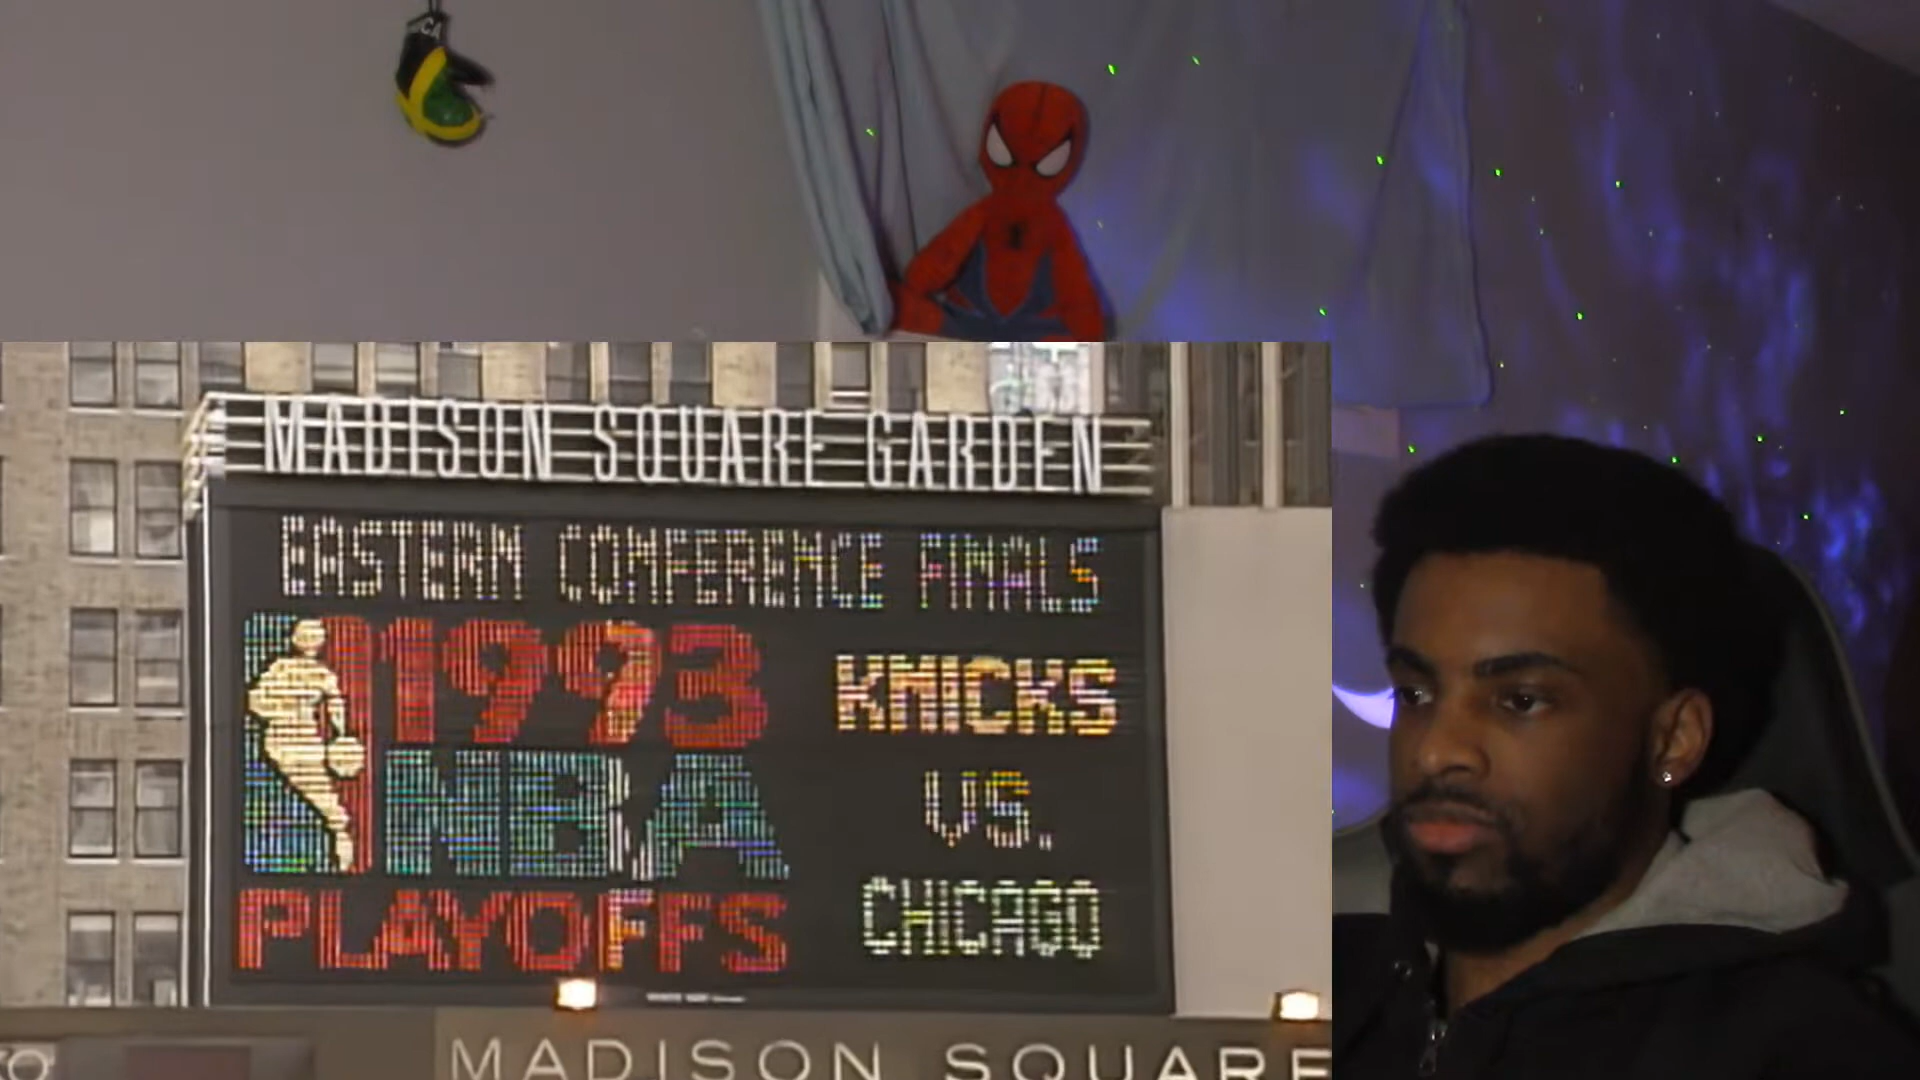 MADISON SQUARE GARDEN
EASTERN CONFERENCE FINALS
1993
NBA
PLAYOFFS
KNICKS
VS.
CHICAGO
MADISON SQUARE